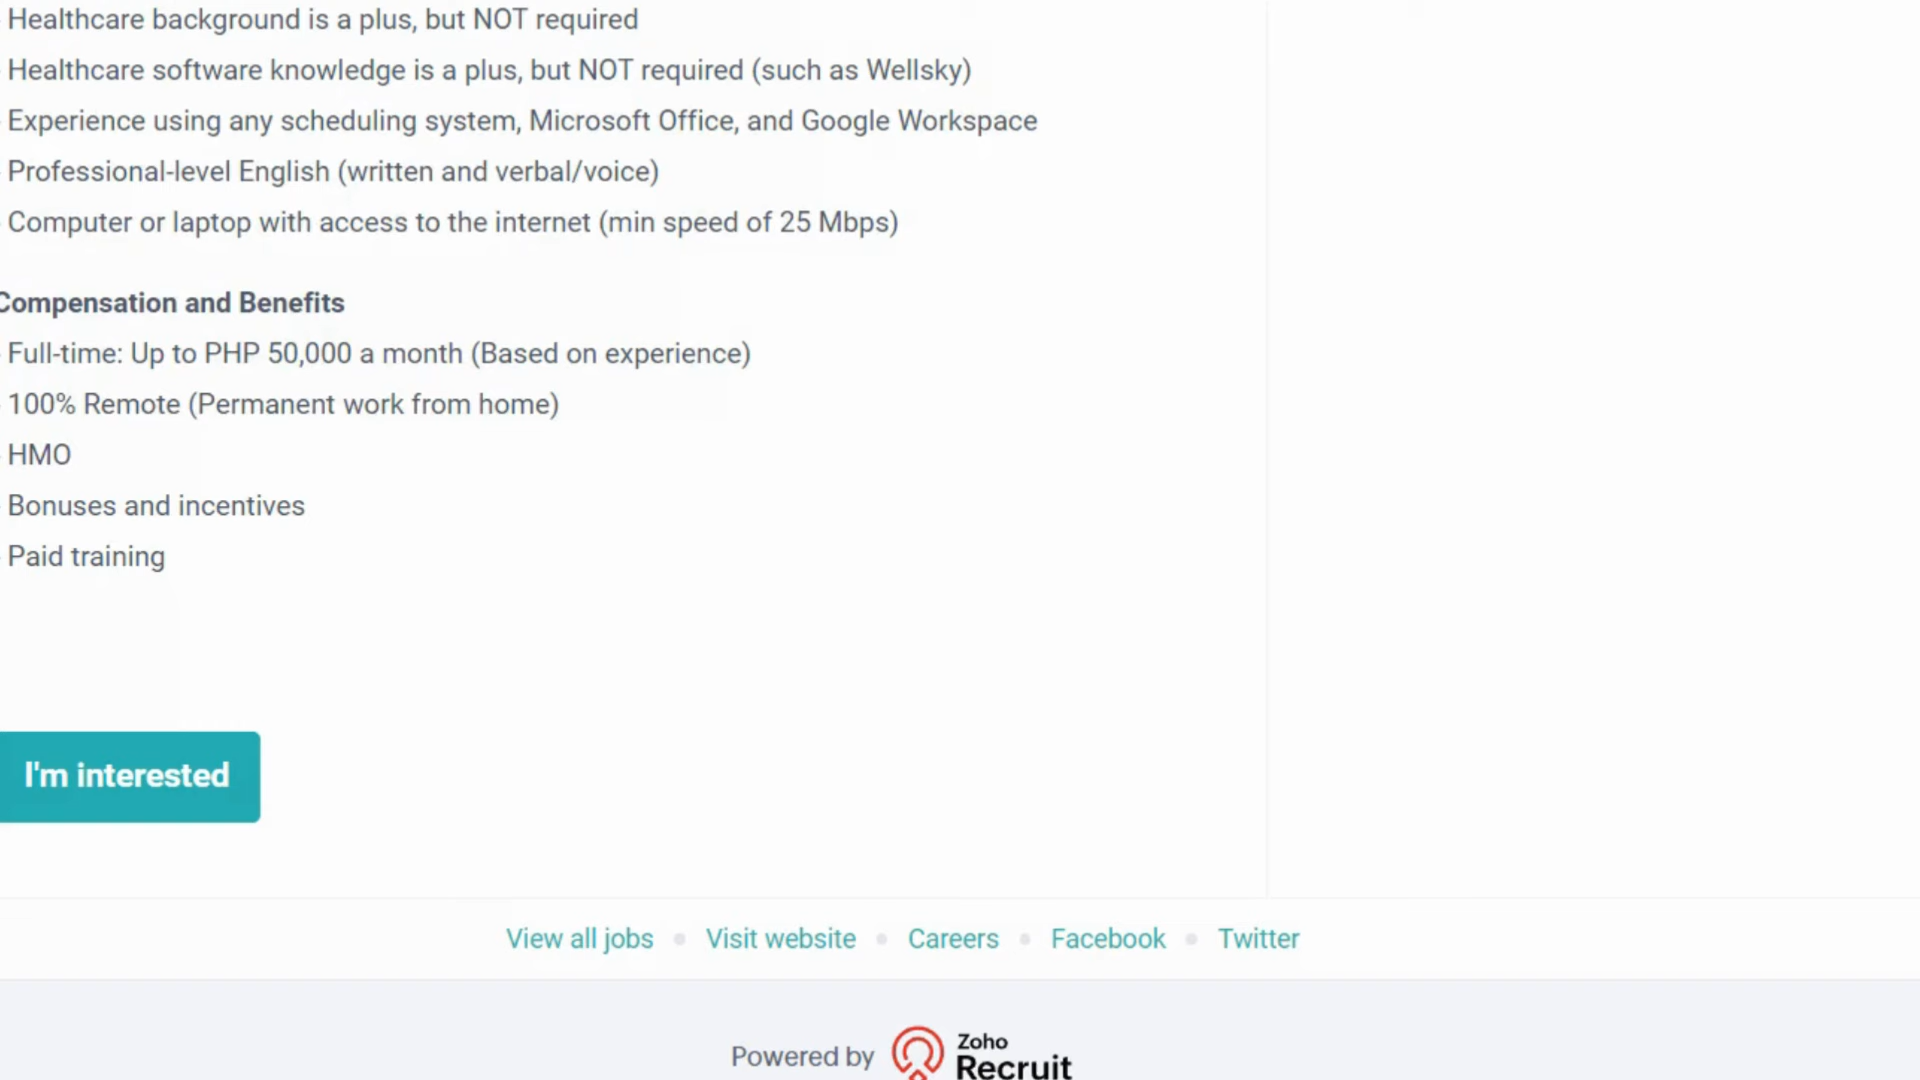 Healthcare background is a plus, but NOT required
Healthcare software knowledge is a plus, but NOT required (such as Wellsky)
Experience using any scheduling system, Microsoft Office, and Google Workspace
Professional-level English (written and verbal/voice)
Computer or laptop with access to the internet (min speed of 25 Mbps)
Compensation and Benefits
Full-time: Up to PHP 50,000 a month (Based on experience)
100% Remote (Permanent work from home)
HMO
Bonuses and incentives
Paid training
I'm interested
View all jobs • Visit website • Careers • Facebook • Twitter
Powered by Zoho Recruit